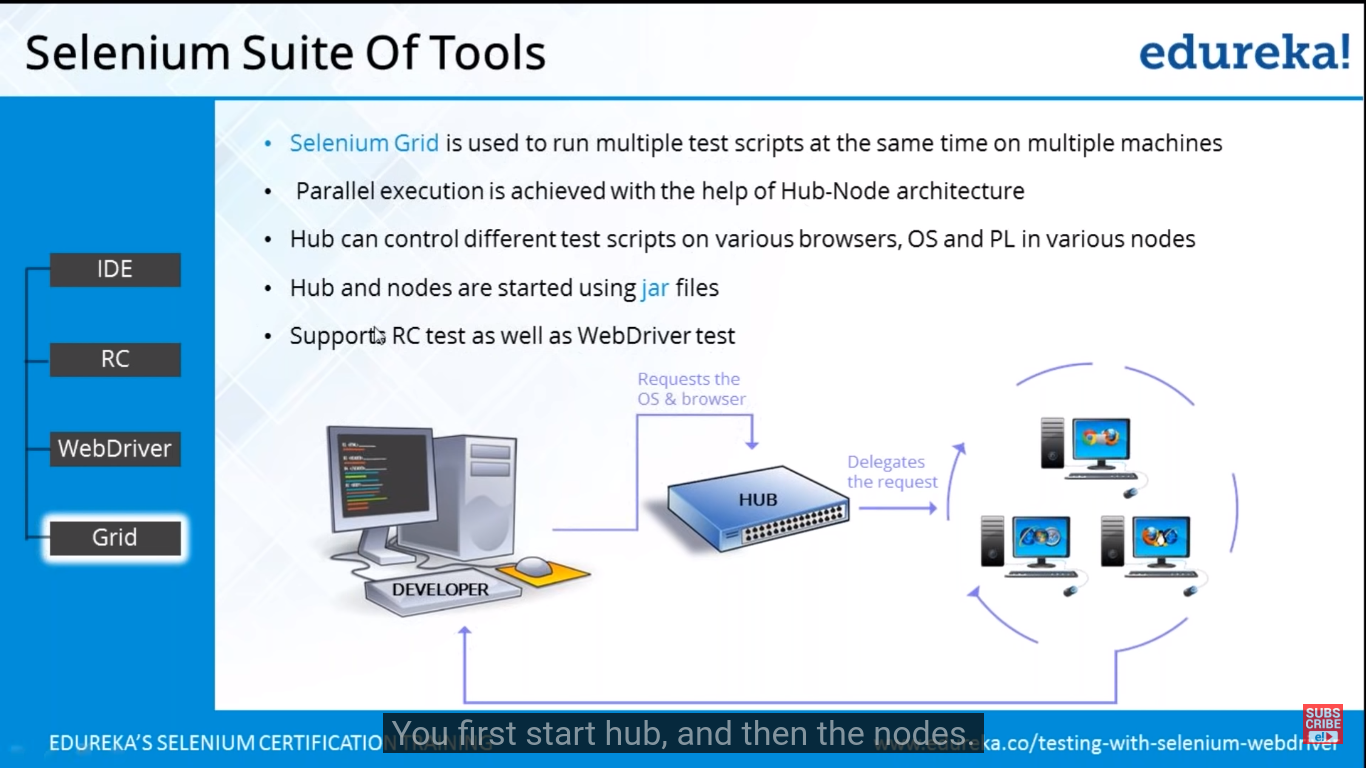 Selenium Suite Of Tools
edureka!
• Selenium Grid is used to run multiple test scripts at the same time on multiple machines
• Parallel execution is achieved with the help of Hub-Node architecture
• Hub can control different test scripts on various browsers, OS and PL in various nodes
• Hub and nodes are started using jar files
• Supports RC test as well as WebDriver test
IDE
RC
WebDriver
Grid
Requests the
OS & browser
HUB
Delegates
the request
DEVELOPER
You first start hub, and then the nodes.
EDUREKA'S SELENIUM CERTIFICATION TRAINING
www.edureka.co/testing-with-selenium-webdriver
SUBS
CRIBE
e!